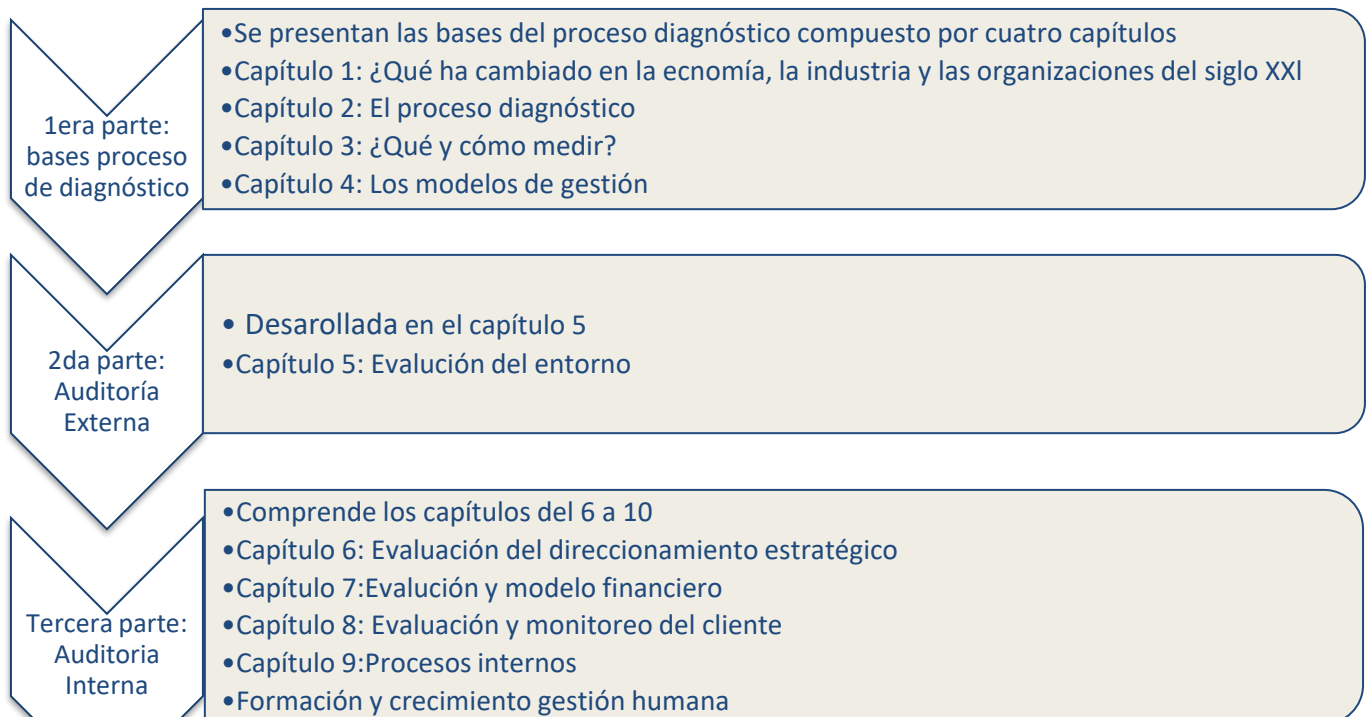 1era parte:
bases proceso
de diagnóstico
•Se presentan las bases del proceso diagnóstico compuesto por cuatro capítulos
•Capítulo 1: ¿Qué ha cambiado en la ecnomía, la industria y las organizaciones del siglo XXl
•Capítulo 2: El proceso diagnóstico
•Capítulo 3: ¿Qué y cómo medir?
•Capítulo 4: Los modelos de gestión
2da parte:
Auditoría
Externa
• Desarollada en el capítulo 5
•Capítulo 5: Evalución del entorno
Tercera parte:
Auditoria
Interna
•Comprende los capítulos del 6 a 10
•Capítulo 6: Evaluación del direccionamiento estratégico
•Capítulo 7:Evalución y modelo financiero
•Capítulo 8: Evaluación y monitoreo del cliente
•Capítulo 9:Procesos internos
•Formación y crecimiento gestión humana